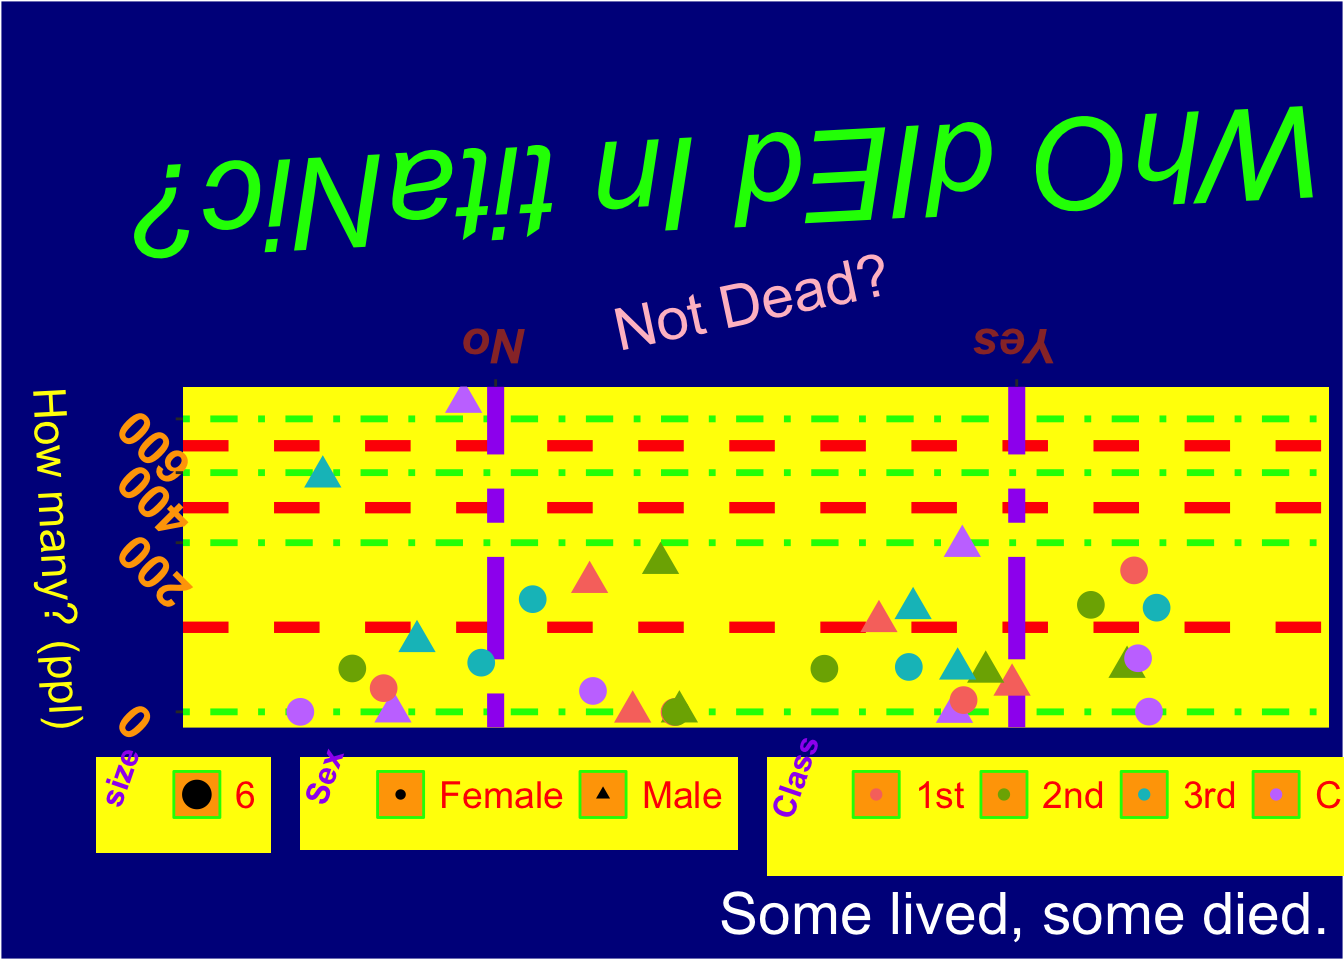 WhO dIEd In titaNic?
Not Dead?
No
Yes
How many? (ppl)
600
400
200
0
size
6
Sex
Female
Male
Class
1st
2nd
3rd
C
Some lived, some died.